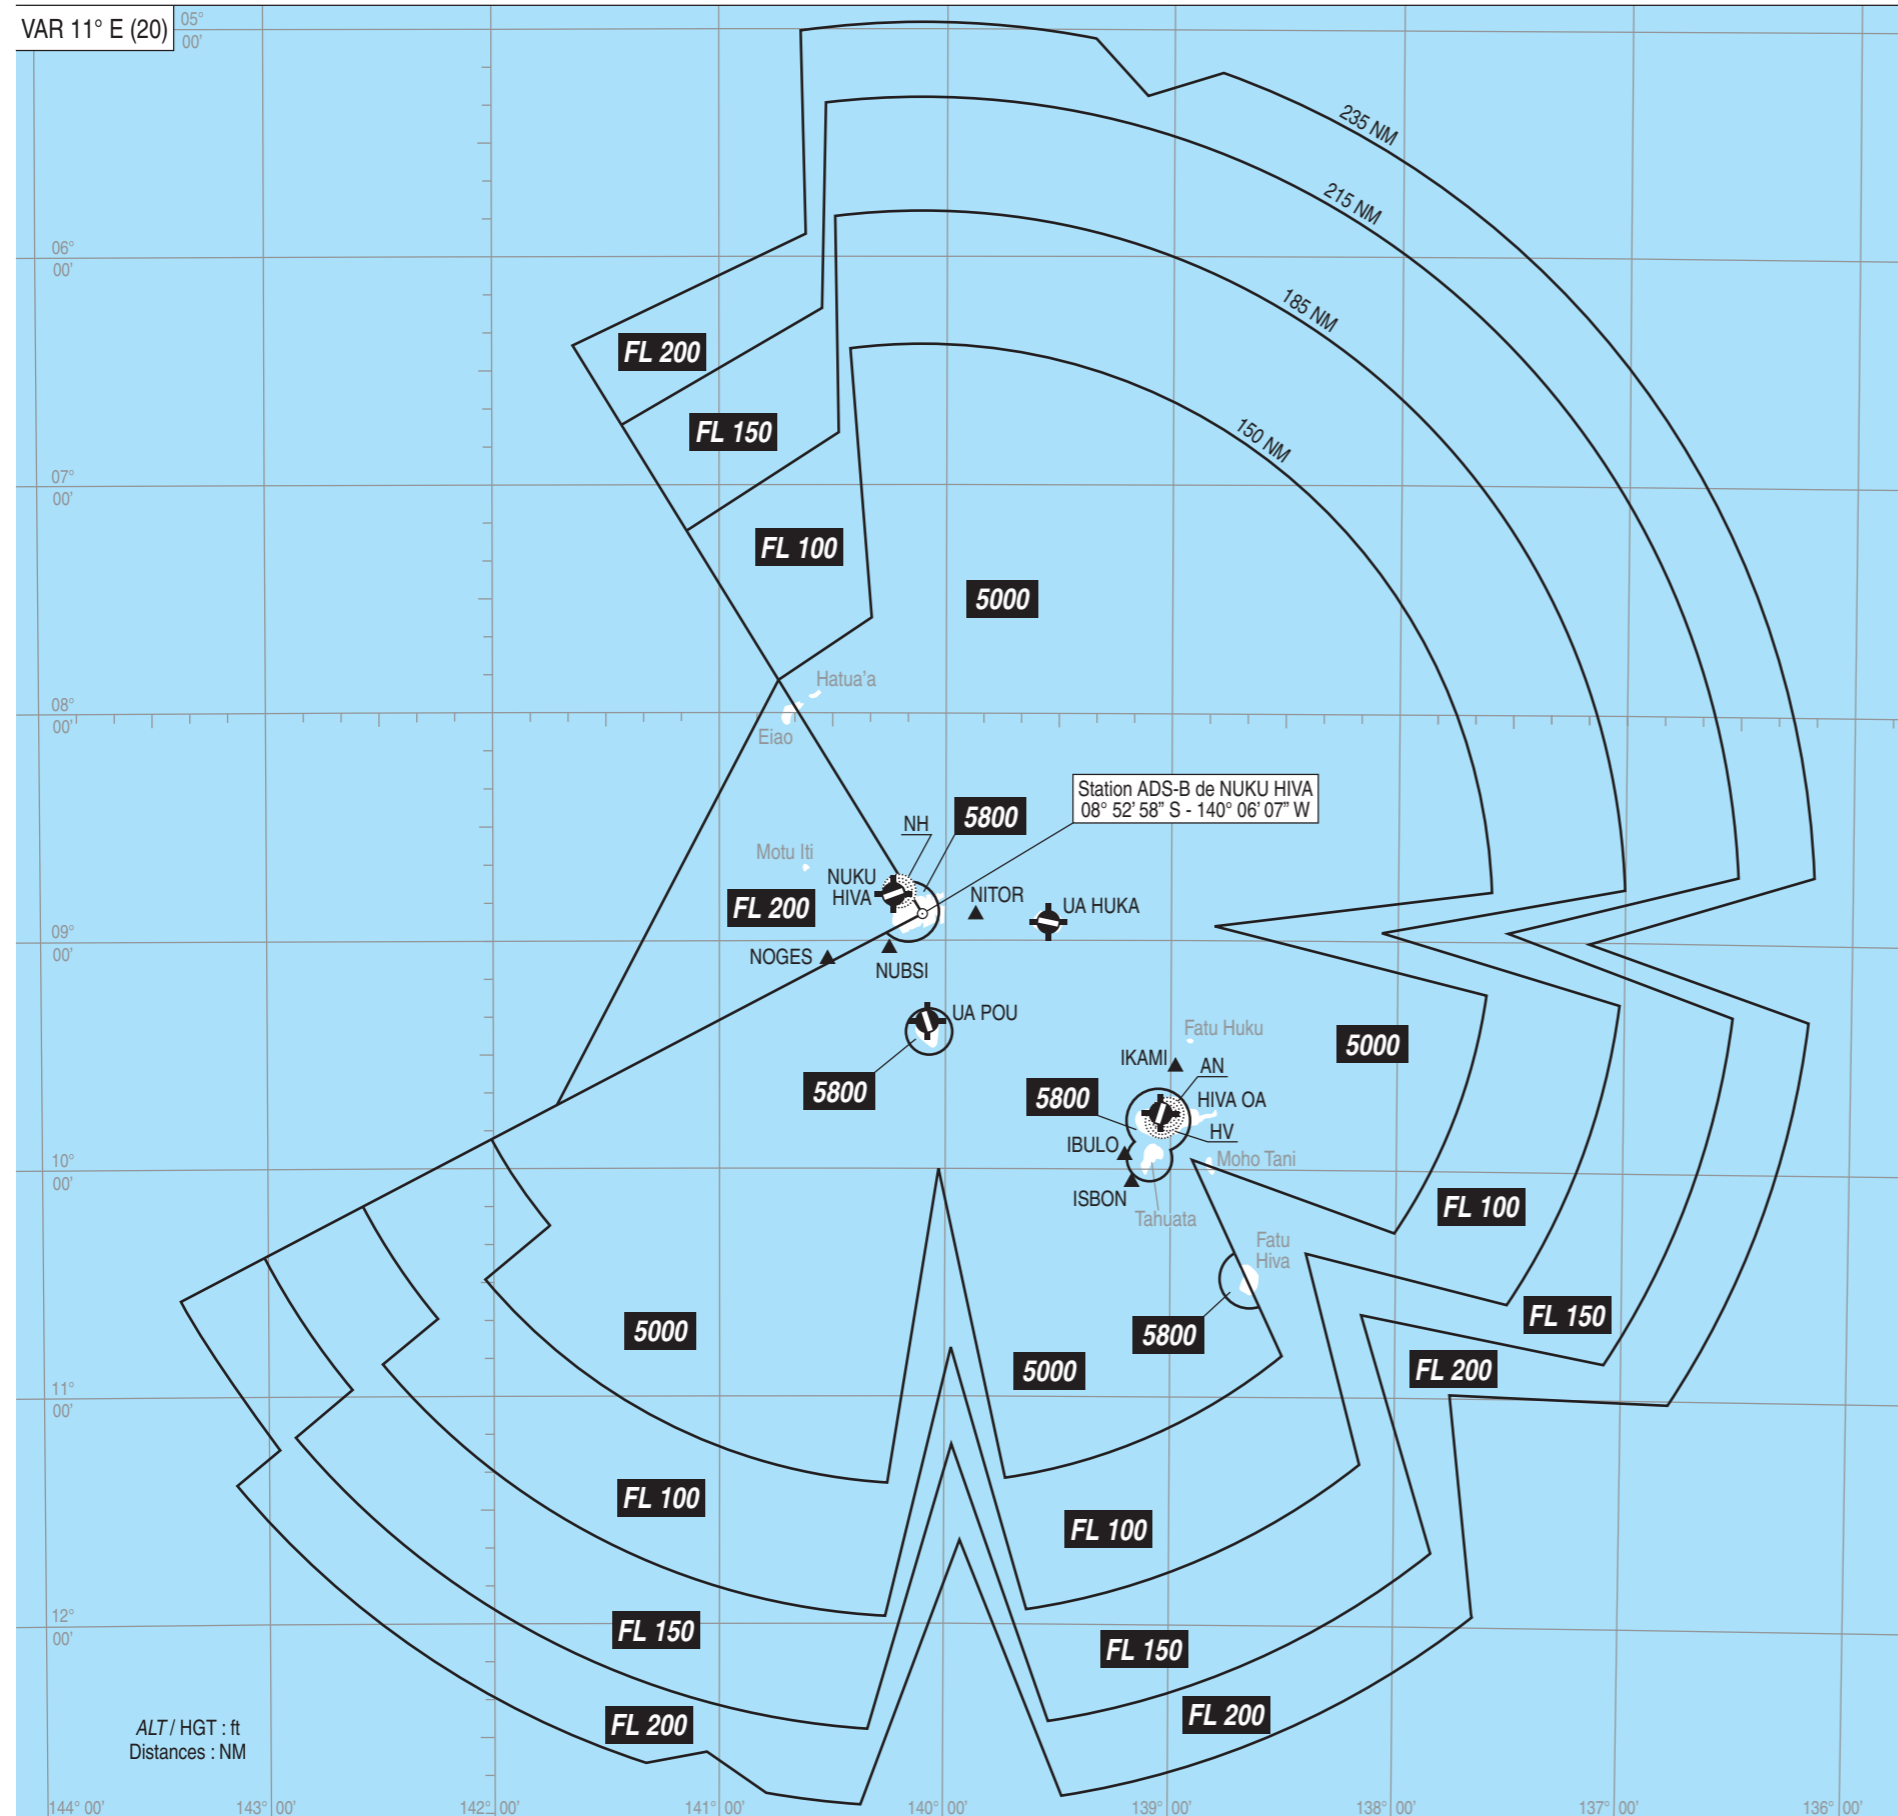 VAR 11° E (20)
05°
00'
235 NM
215 NM
06°
00'
185 NM
FL 200
150 NM
FL 150
07°
00'
FL 100
5000
Hatua'a
08°
00'
Eiao
Station ADS-B de NUKU HIVA
08° 52' 58" S - 140° 06' 07" W
5800
NH
Motu Iti
NUKU
HIVA
NITOR
UA HUKA
FL 200
09°
00'
NOGES
NUBSI
UA POU
Fatu Huku
5000
IKAMI
AN
5800
5800
HIVA OA
HV
IBULO
Moho Tani
10°
00'
ISBON
Tahuata
FL 100
Fatu
Hiva
FL 150
5000
5800
5000
FL 200
11°
00'
FL 100
FL 100
12°
00'
FL 150
FL 150
FL 200
FL 200
ALT / HGT : ft
Distances : NM
144° 00'
143° 00'
142° 00'
141° 00'
140° 00'
139° 00'
138° 00'
137° 00'
136° 00'